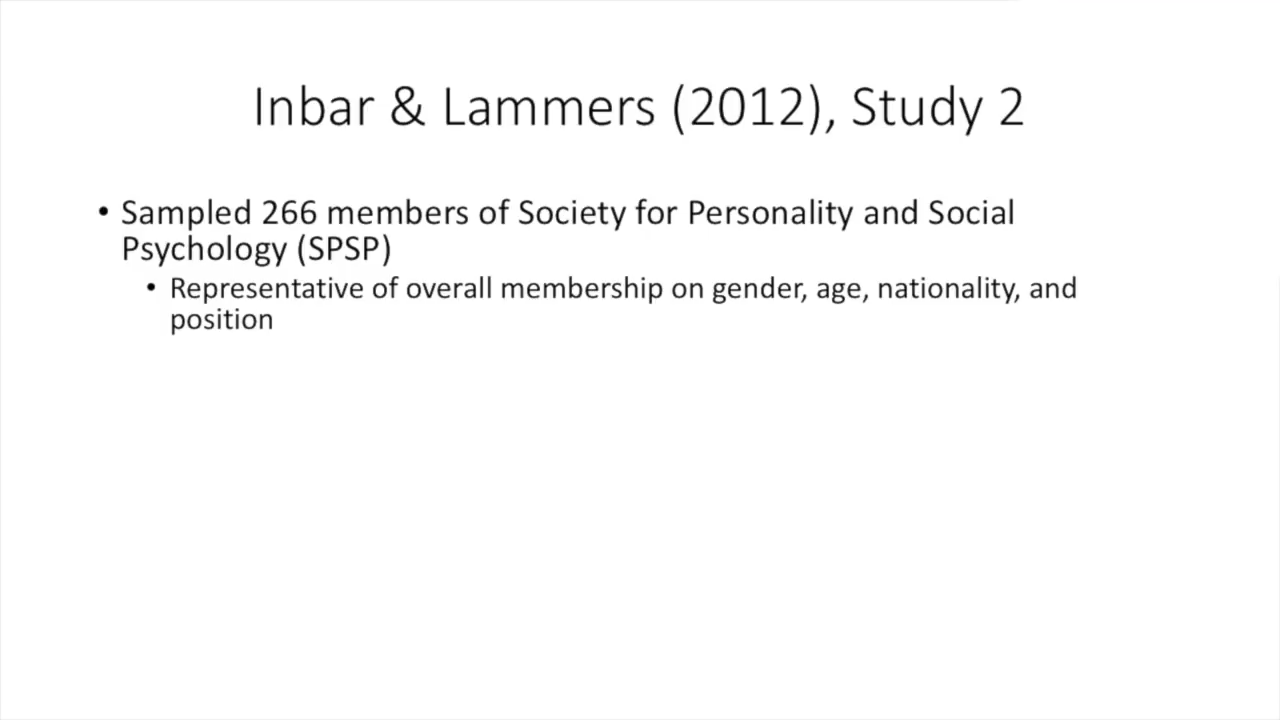 Inbar & Lammers (2012), Study 2
• Sampled 266 members of Society for Personality and Social
Psychology (SPSP)
• Representative of overall membership on gender, age, nationality, and
position